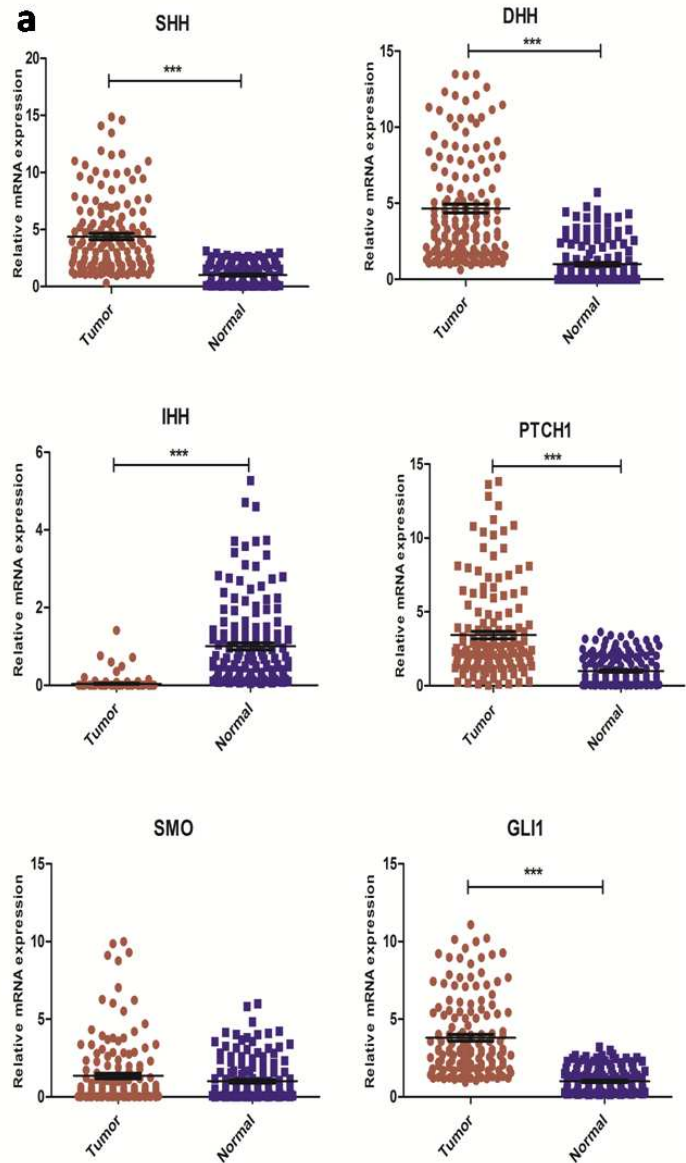 a
SHH
Relative mRNA expression
20
15
10
5
0
***
Tumor
Normal
DHH
Relative mRNA expression
15
10
5
0
***
Tumor
Normal
IHH
Relative mRNA expression
6
4
2
0
***
Tumor
Normal
PTCH1
Relative mRNA expression
15
10
5
0
***
Tumor
Normal
SMO
Relative mRNA expression
15
10
5
0
Tumor
Normal
GLI1
Relative mRNA expression
15
10
5
0
***
Tumor
Normal